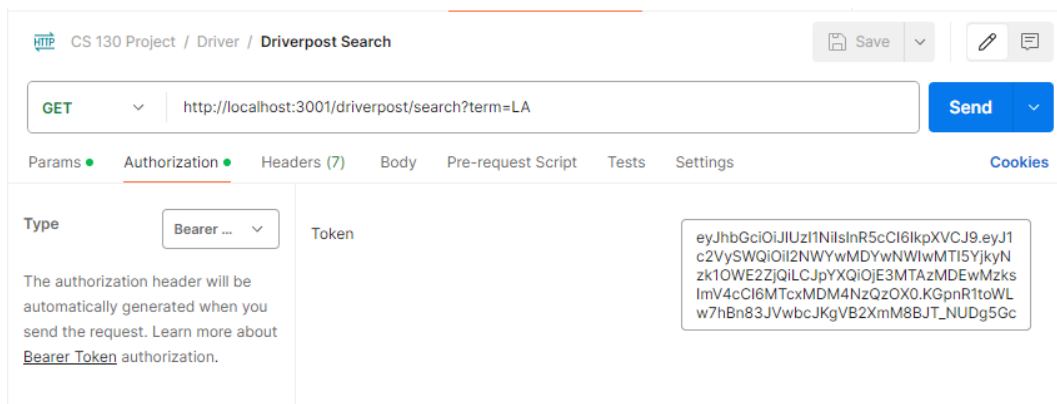 HTTP CS 130 Project / Driver / Driverpost Search
Save
GET http://localhost:3001/driverpost/search?term=LA Send
Params Authorization Headers (7) Body Pre-request Script Tests Settings Cookies
Type Bearer ... Token
The authorization header will be
automatically generated when you
send the request. Learn more about
Bearer Token authorization.
eyJhbGciOiJIUzI1NiIsInR5cCI6IkpXVCJ9.eyJ1
c2VySWQiOiI2NWYwMDYwNWIwMTI5YjkyN
zk1OWE2ZjQiLCJpYXQiOjE3MTAzMDEwMzks
ImV4cCI6MTcxMDM4NzQzOX0.KGpnR1toWL
w7hBn83JVwbcJKgVB2XmM8BJT_NUDg5Gc